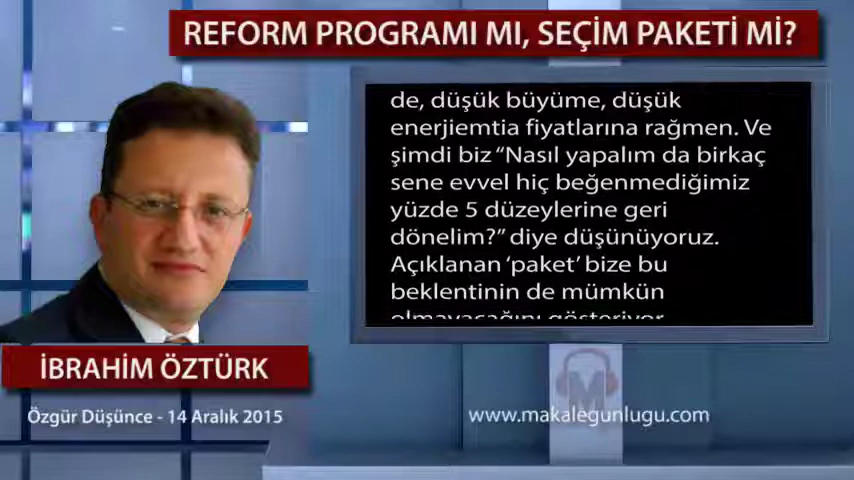 REFORM PROGRAMI MI, SEÇİM PAKETİ Mİ?
de, düşük büyüme, düşük
enerjiemtia fiyatlarına rağmen. Ve
şimdi biz “Nasıl yapalım da birkaç
sene evvel hiç beğenmediğimiz
yüzde 5 düzeylerine geri
dönelim?” diye düşünüyoruz.
Açıklanan ‘paket’ bize bu
beklentinin de mümkün
olmayacağını gösteriyor
İBRAHİM ÖZTÜRK
Özgür Düşünce - 14 Aralık 2015
www.makalegunlugu.com